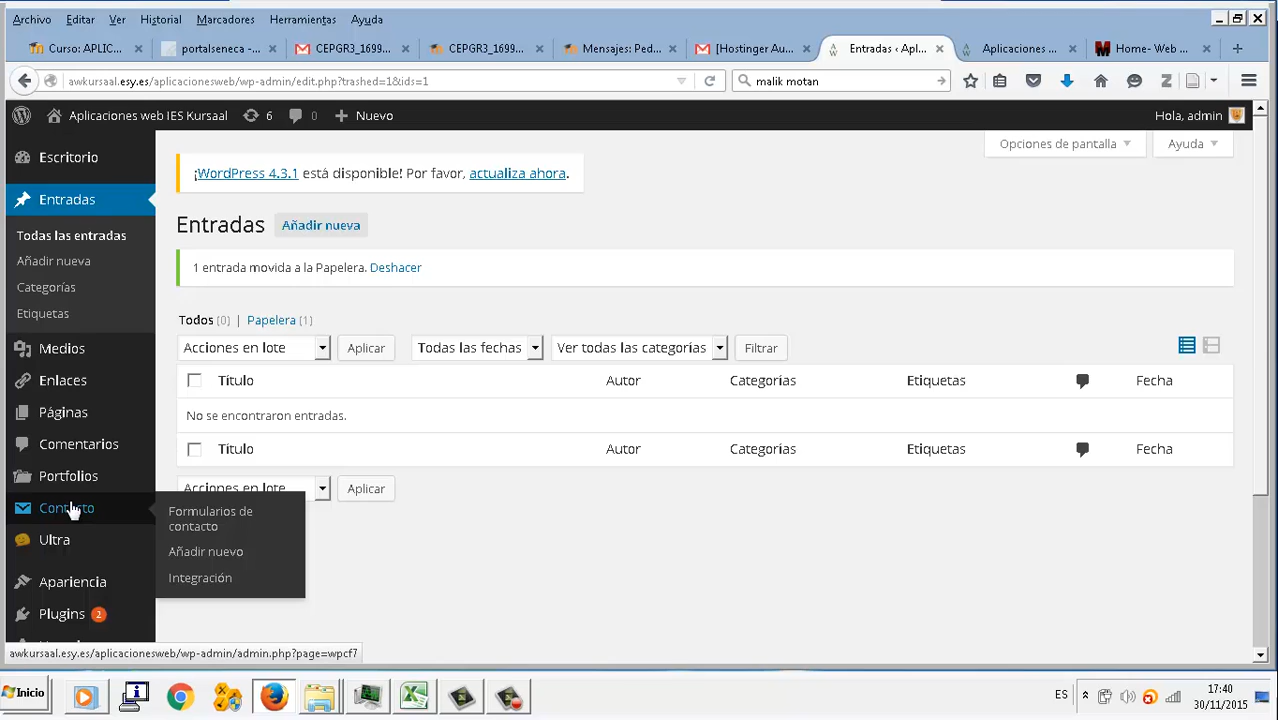 Archivo Editar Ver Historial Marcadores Herramientas Ayuda
Curso: APLIC...
portalseneca - ...
CEPGR3_1699...
CEPGR3_1699...
Mensajes: Ped...
[Hostinger Au...
Entradas ‹ Apl...
Aplicaciones ...
Home- Web ...
awkursaal.esy.es/aplicacionesweb/wp-admin/edit.php?trashed=1&ids=1
malik motan
Aplicaciones web IES Kursaal 6 0 Nuevo
Hola, admin
Escritorio
Entradas
Todas las entradas
Añadir nueva
Categorías
Etiquetas
Medios
Enlaces
Páginas
Comentarios
Portfolios
Contacto
Ultra
Apariencia
Plugins 2
Formularios de
contacto
Añadir nuevo
Integración
Opciones de pantalla
Ayuda
¡WordPress 4.3.1 está disponible! Por favor, actualiza ahora.
Entradas Añadir nueva
1 entrada movida a la Papelera. Deshacer
Todos (0) | Papelera (1)
Acciones en lote Aplicar Todas las fechas Ver todas las categorías Filtrar
Título Autor Categorías Etiquetas Fecha
No se encontraron entradas.
Título Autor Categorías Etiquetas Fecha
Acciones en lote Aplicar
awkursaal.esy.es/aplicacionesweb/wp-admin/admin.php?page=wpcf7
Inicio
ES
17:40
30/11/2015